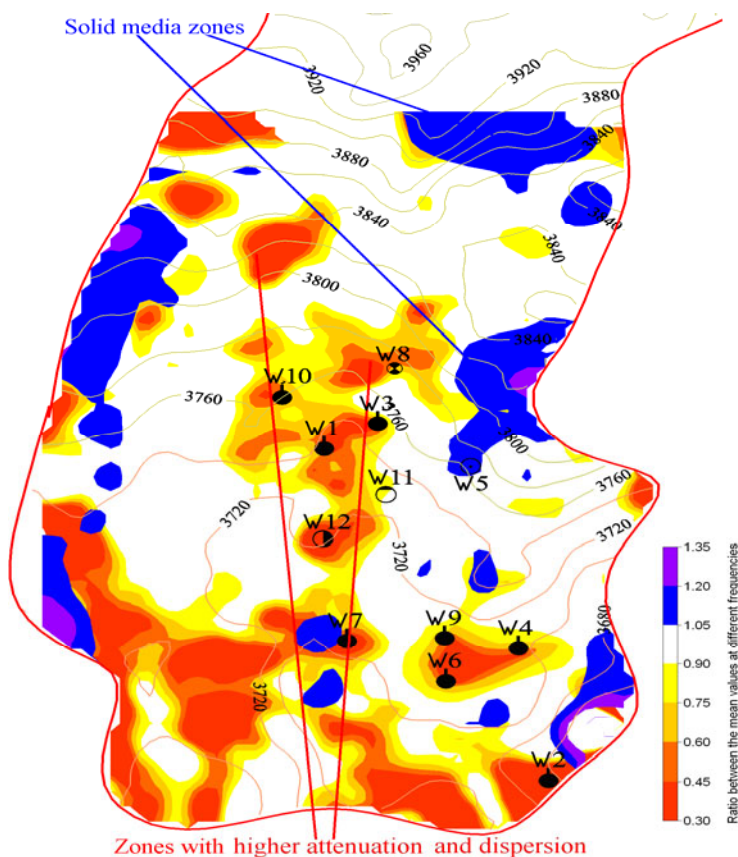 Solid media zones
3960
3920
3920
3880
3840
3880
3840
3840
3800
3840
W8
W10
3760
W3
3760
W1
3800
W5
W11
3760
3720
W12
3720
3720
3680
W7
W9
W4
W6
3720
W2
1.35
1.20
1.05
0.90
0.75
0.60
0.45
0.30
Ratio between the mean values at different frequencies
Zones with higher attenuation and dispersion